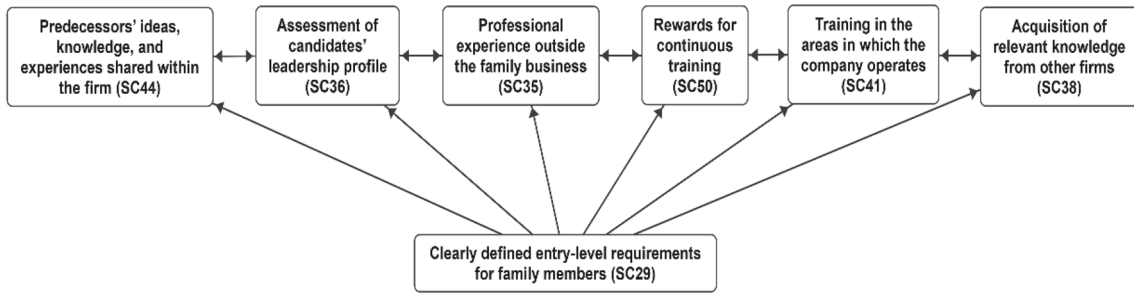 Predecessors' ideas,
knowledge, and
experiences shared within
the firm (SC44)
Assessment of
candidates'
leadership profile
(SC36)
Professional
experience outside
the family business
(SC35)
Rewards for
continuous
training
(SC50)
Training in the
areas in which the
company operates
(SC41)
Acquisition of
relevant knowledge
from other firms
(SC38)
Clearly defined entry-level requirements
for family members (SC29)